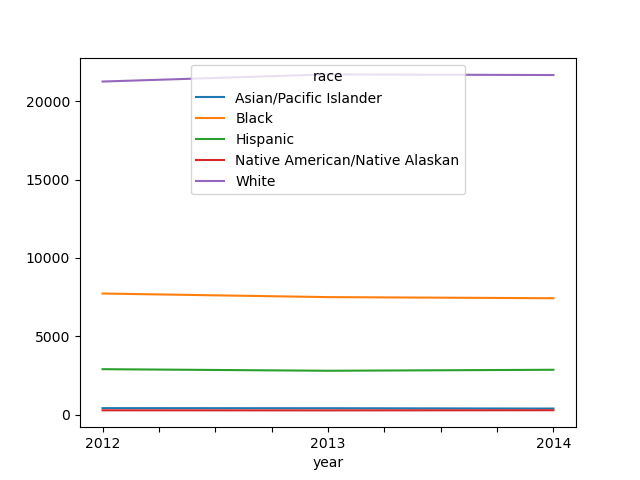 race
Asian/Pacific Islander
Black
Hispanic
Native American/Native Alaskan
White
20000
15000
10000
5000
0
2012 2013 2014
year